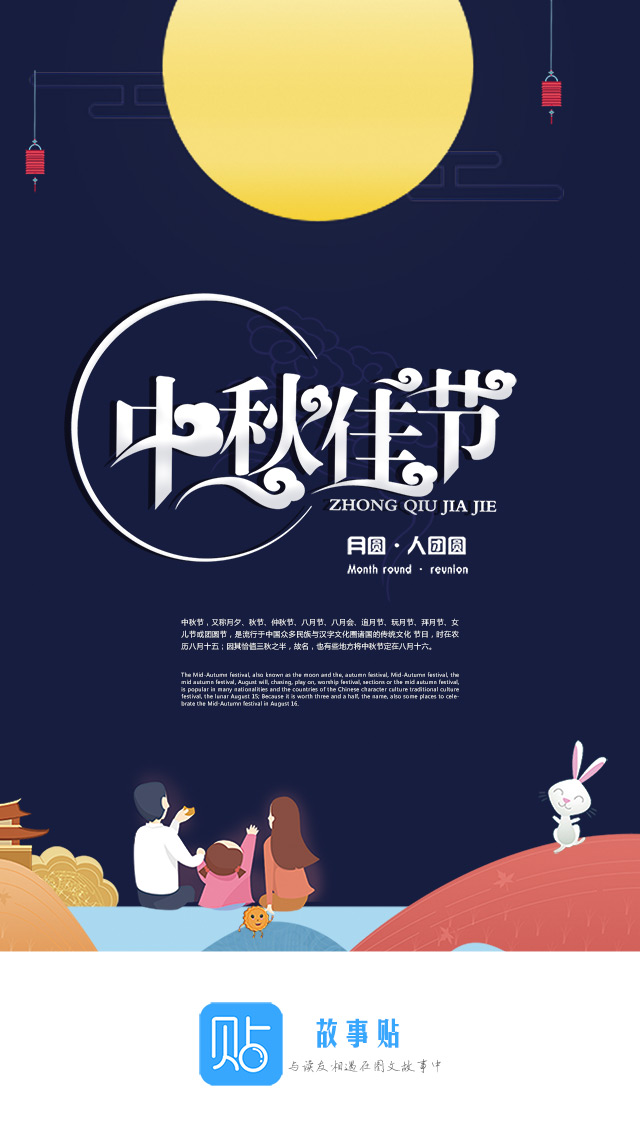 中秋佳节
ZHONG QIU JIA JIE
月圆·人团圆
Month round · reunion
中秋节，又称月夕、秋节、仲秋节、八月节、八月会、追月节、玩月节、拜月节、女
儿节或团圆节，是流行于中国众多民族与汉字文化圈诸国的传统文化 节日，时在农
历八月十五；因其恰值三秋之半，故名，也有些地方将中秋节定在八月十六。
The Mid-Autumn festival, also known as the moon and the, autumn festival, Mid-Autumn festival, the
mid autumn festival, August will, chasing, play on, worship festival, sections or the mid autumn festival,
is popular in many nationalities and the countries of the Chinese character culture traditional culture
festival, the lunar August 15; Because it is worth three and a half, the name, also some places to cele-
brate the Mid-Autumn festival in August 16.
贴
故事贴
与读友相遇在图文故事中